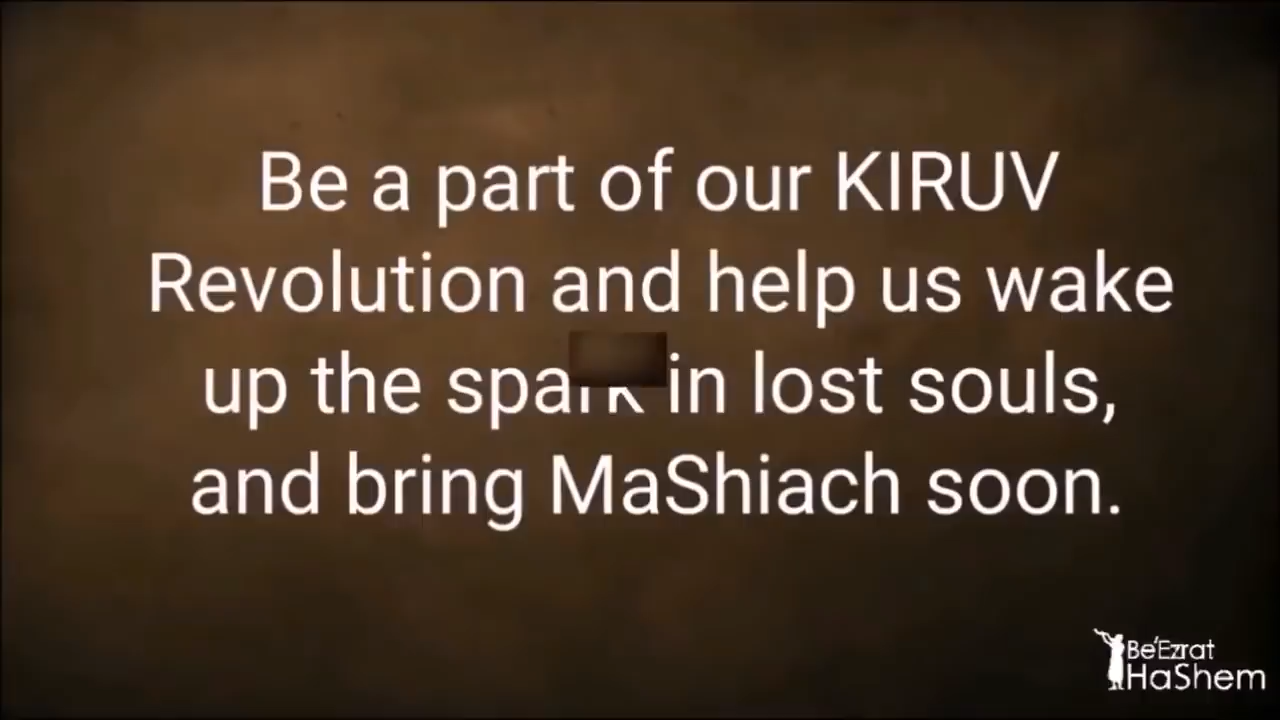 Be a part of our KIRUV
Revolution and help us wake
up the spark in lost souls,
and bring MaShiach soon.
Be'Ezrat
HaShem